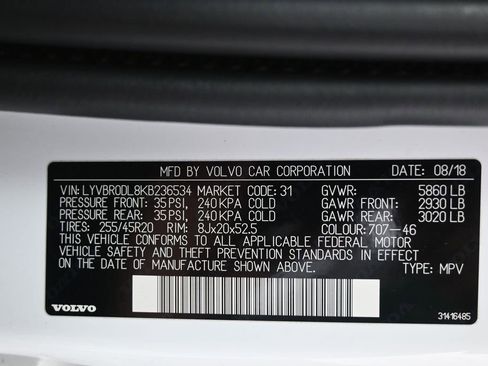 MFD BY VOLVO CAR CORPORATION DATE: 08/18
VIN: LYVBR0DL8KB236534 MARKET CODE: 31 GVWR: 5860 LB
PRESSURE FRONT: 35 PSI, 240 KPA COLD GAWR FRONT: 2930 LB
PRESSURE REAR: 35 PSI, 240 KPA COLD GAWR REAR: 3020 LB
TIRES: 255/45R20 RIM: 8Jx20x52.5 COLOUR: 707-46
THIS VEHICLE CONFORMS TO ALL APPLICABLE FEDERAL MOTOR
VEHICLE SAFETY AND THEFT PREVENTION STANDARDS IN EFFECT
ON DATE OF MANUFACTURE SHOWN ABOVE. TYPE: MPV
VOLVO 31416485